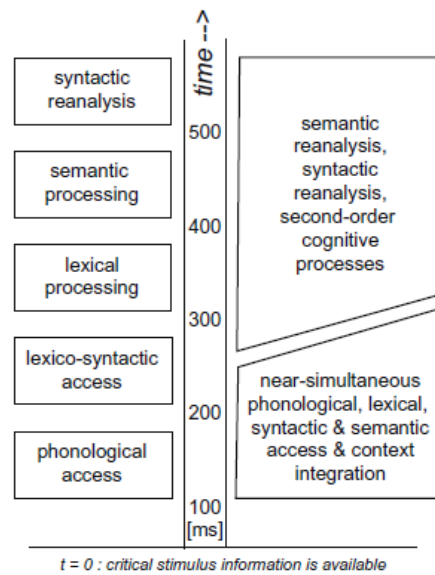 time -->
syntactic
reanalysis
semantic
processing
lexical
processing
lexico-syntactic
access
phonological
access
500
400
300
200
100
[ms]
semantic
reanalysis,
syntactic
reanalysis,
second-order
cognitive
processes
near-simultaneous
phonological, lexical,
syntactic & semantic
access & context
integration
t = 0 : critical stimulus information is available